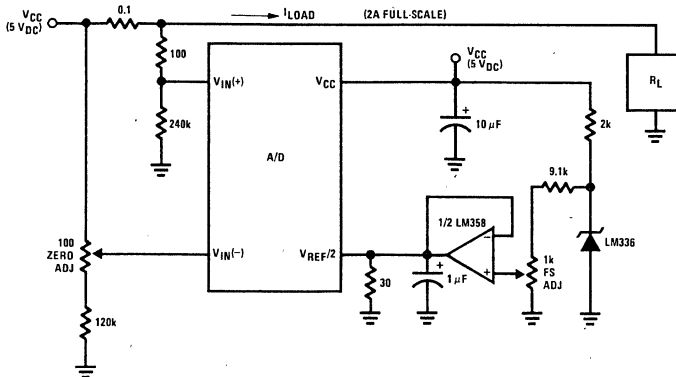 VCC
(5 VDC)
0.1
ILOAD
(2A FULL-SCALE)
100
VIN(+)
240k
A/D
VCC
VCC
(5 VDC)
10 µF
+
RL
2k
9.1k
LM336
1/2 LM358
-
+
1k
FS
ADJ
VREF/2
30
+
1 µF
100
ZERO
ADJ
VIN(-)
120k